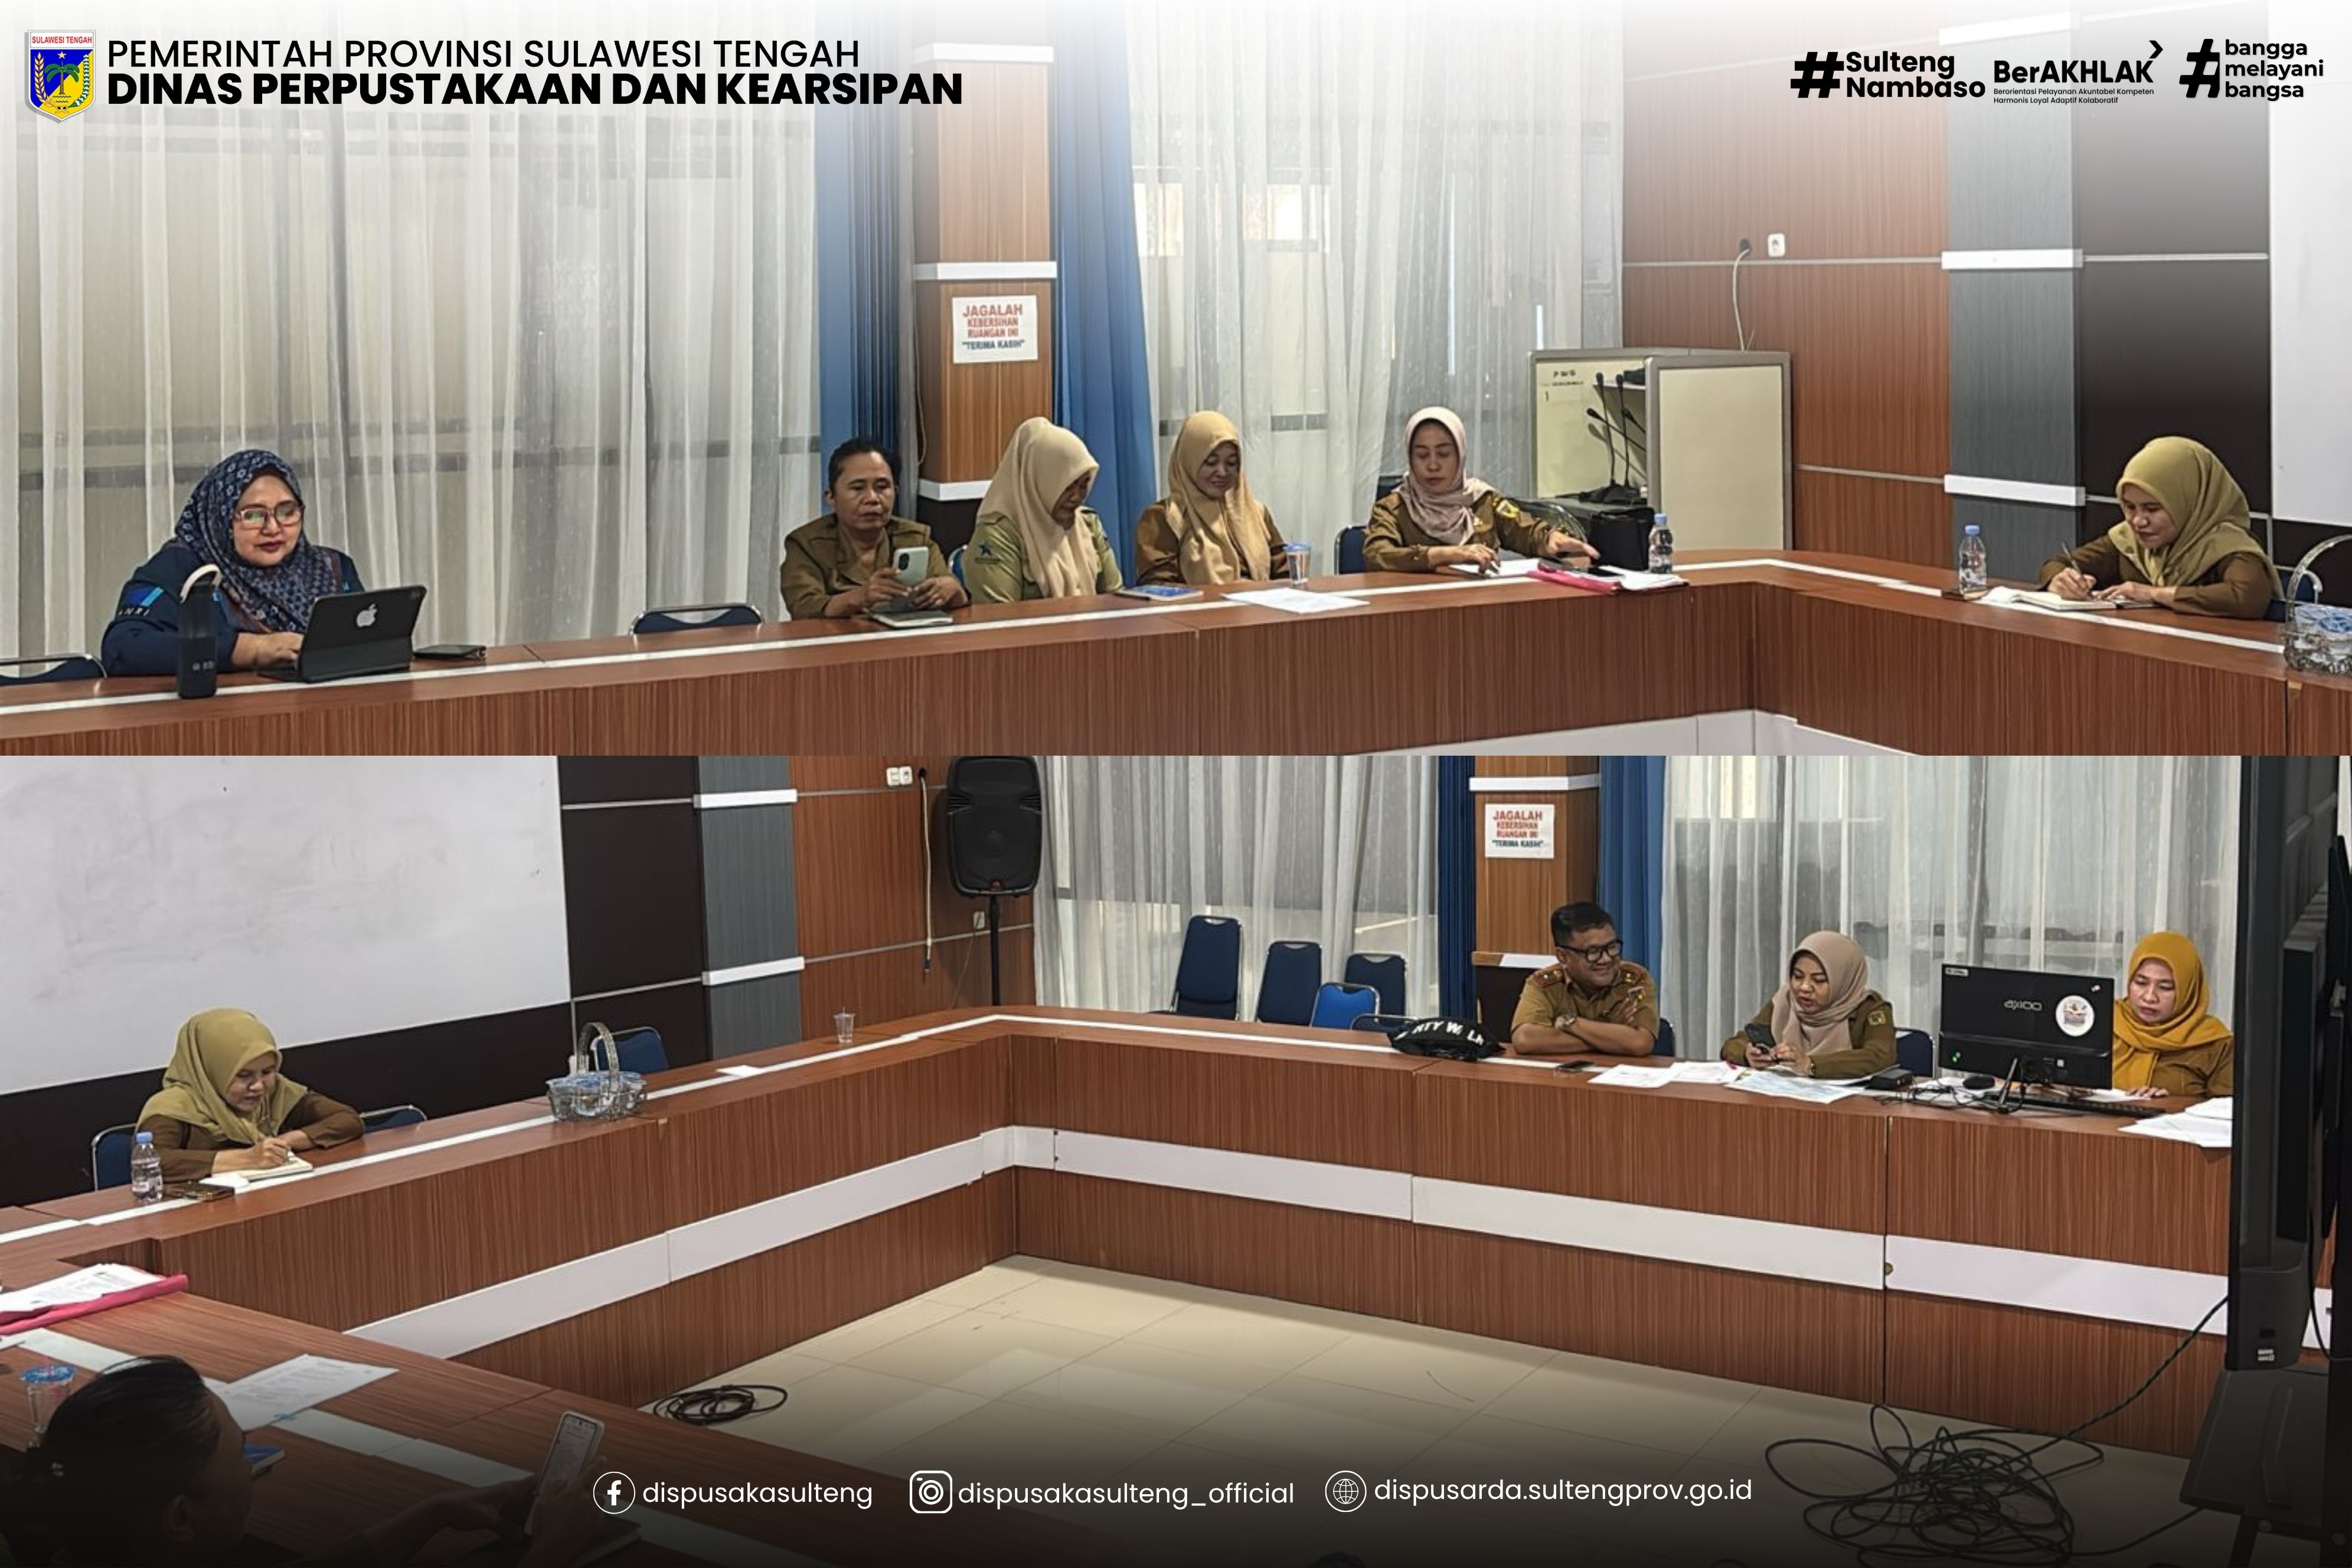 SULAWESI TENGAH
PEMERINTAH PROVINSI SULAWESI TENGAH
DINAS PERPUSTAKAAN DAN KEARSIPAN
#Sulteng
Nambaso
BerAKHLAK
Berorientasi Pelayanan Akuntabel Kompeten
Harmonis Loyal Adaptif Kolaboratif
#bangga
melayani
bangsa
JAGALAH
KEBERSIHAN
RUANGAN INI
"TERIMA KASIH"
ANRI
JAGALAH
KEBERSIHAN
RUANGAN INI
"TERIMA KASIH"
dispusakasulteng
dispusakasulteng_official
dispusarda.sultengprov.go.id